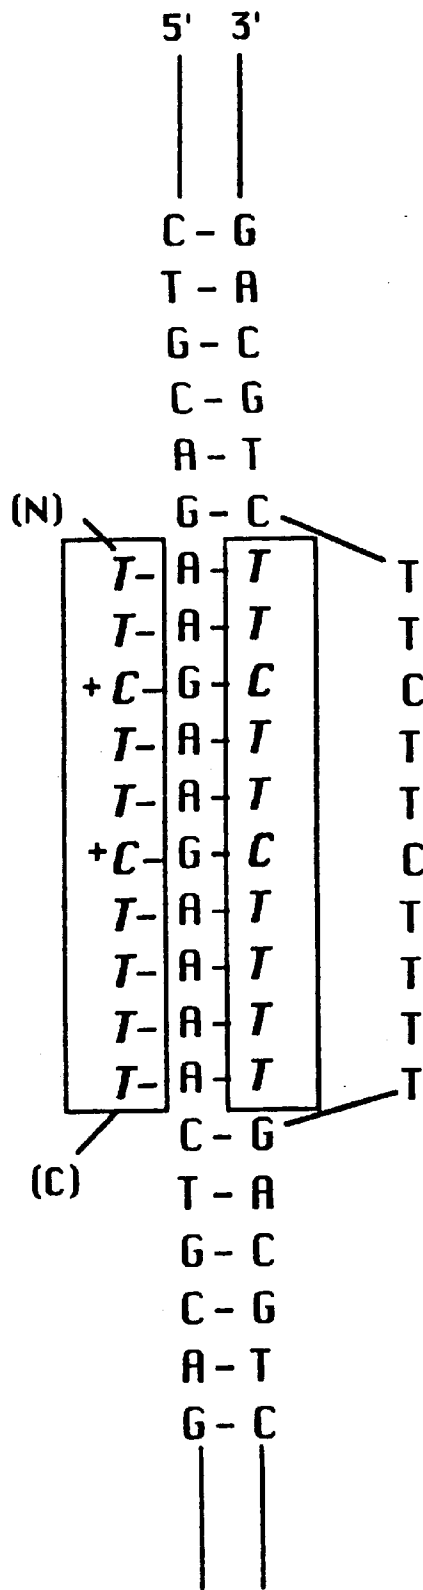 5' 3'
C - G
T - A
G - C
C - G
A - T
(N) G - C
T - A - T T
T - A - T T
+ C - G - C C
T - A - T T
T - A - T T
+ C - G - C C
T - A - T T
T - A - T T
T - A - T T
T - A - T T
C - G
(C) T - A
G - C
C - G
A - T
G - C